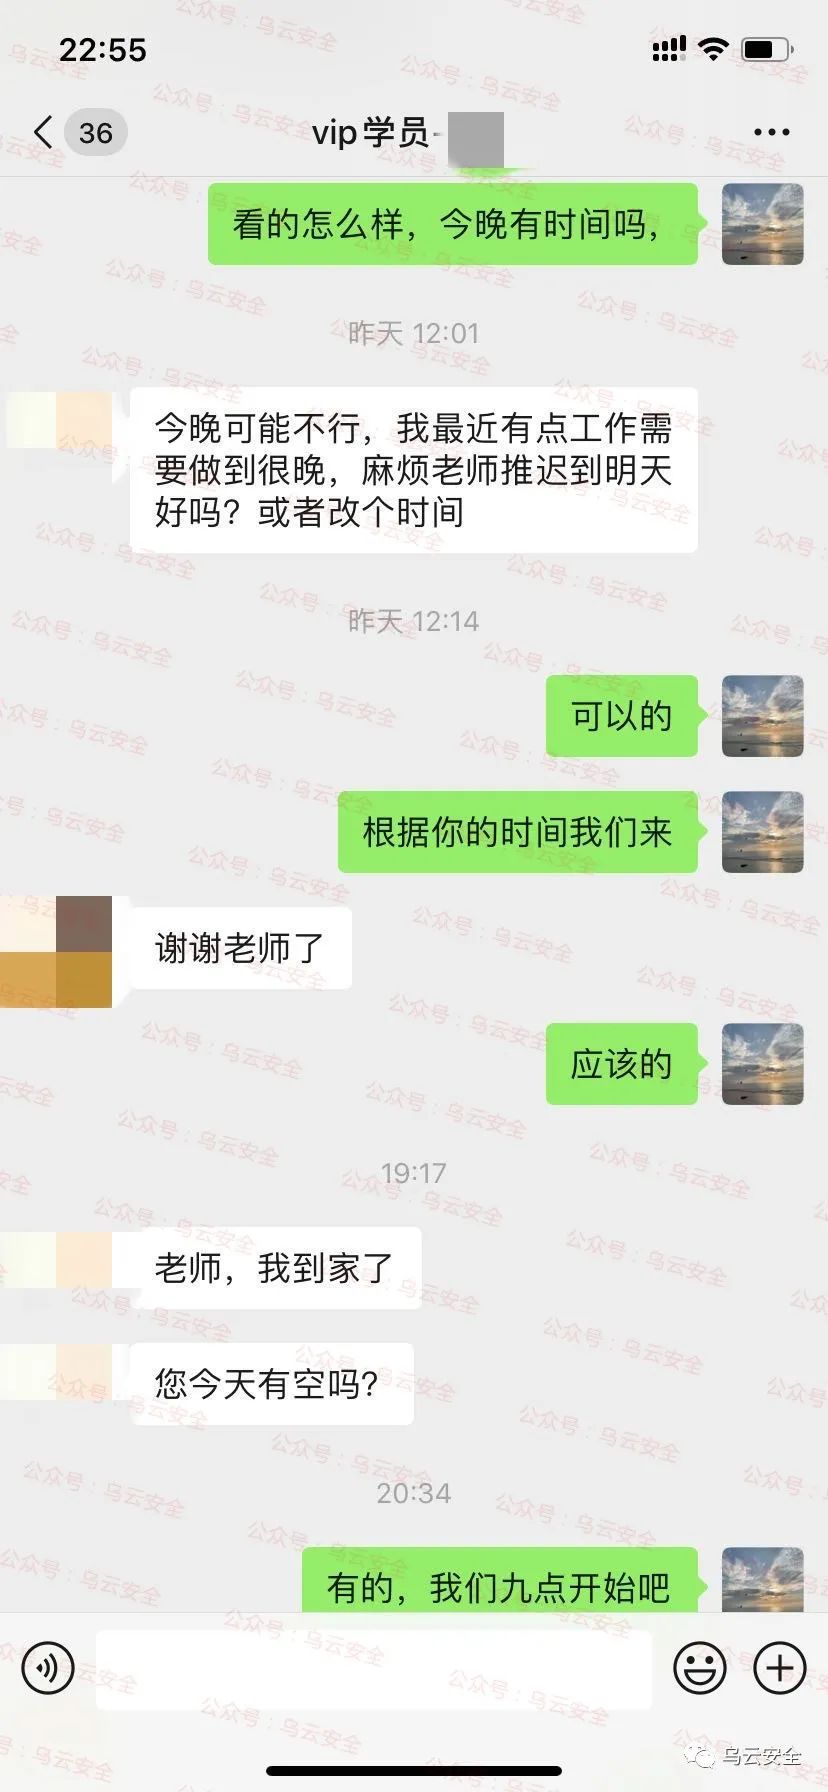 22:55
36
vip学员-
看的怎么样，今晚有时间吗，
昨天 12:01
今晚可能不行，我最近有点工作需
要做到很晚，麻烦老师推迟到明天
好吗？或者改个时间
昨天 12:14
可以的
根据你的时间我们来
谢谢老师了
应该的
19:17
老师，我到家了
您今天有空吗？
20:34
有的，我们九点开始吧
公众号：乌云安全
乌云安全